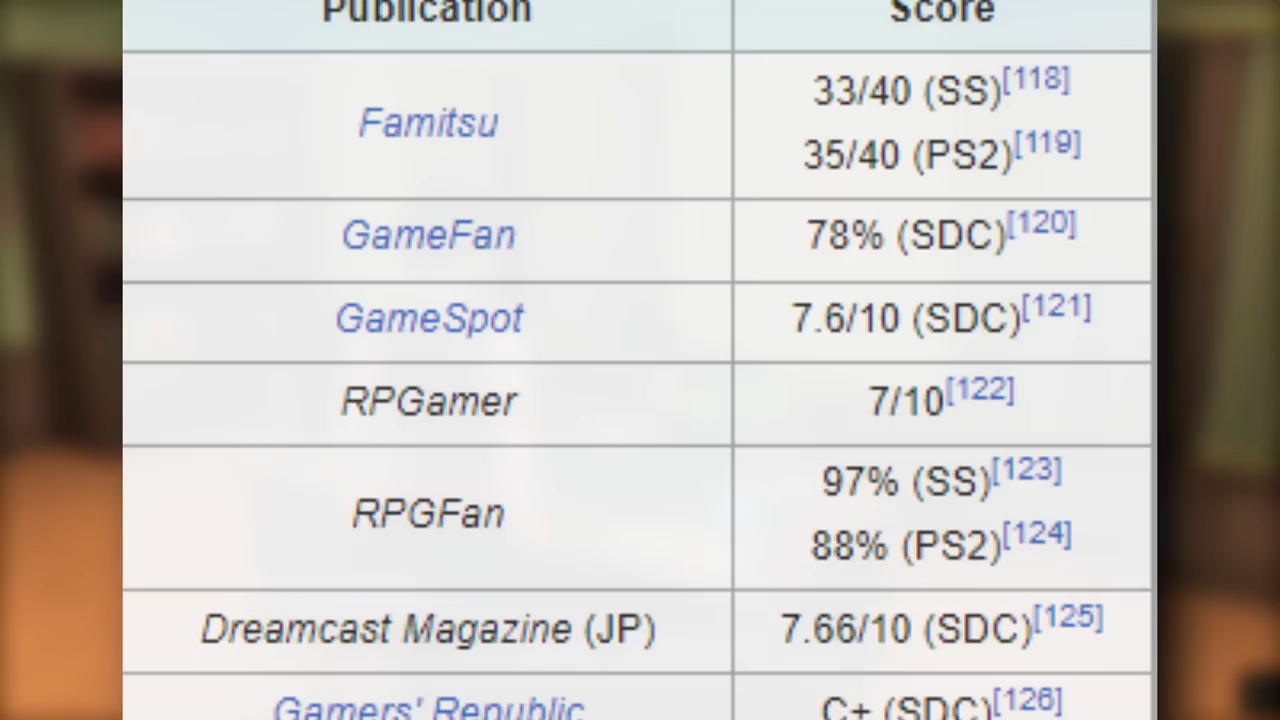 Publication Score
Famitsu
33/40 (SS)[118]
35/40 (PS2)[119]
GameFan 78% (SDC)[120]
GameSpot 7.6/10 (SDC)[121]
RPGamer 7/10[122]
RPGFan
97% (SS)[123]
88% (PS2)[124]
Dreamcast Magazine (JP) 7.66/10 (SDC)[125]
Gamers' Republic C+ (SDC)[126]